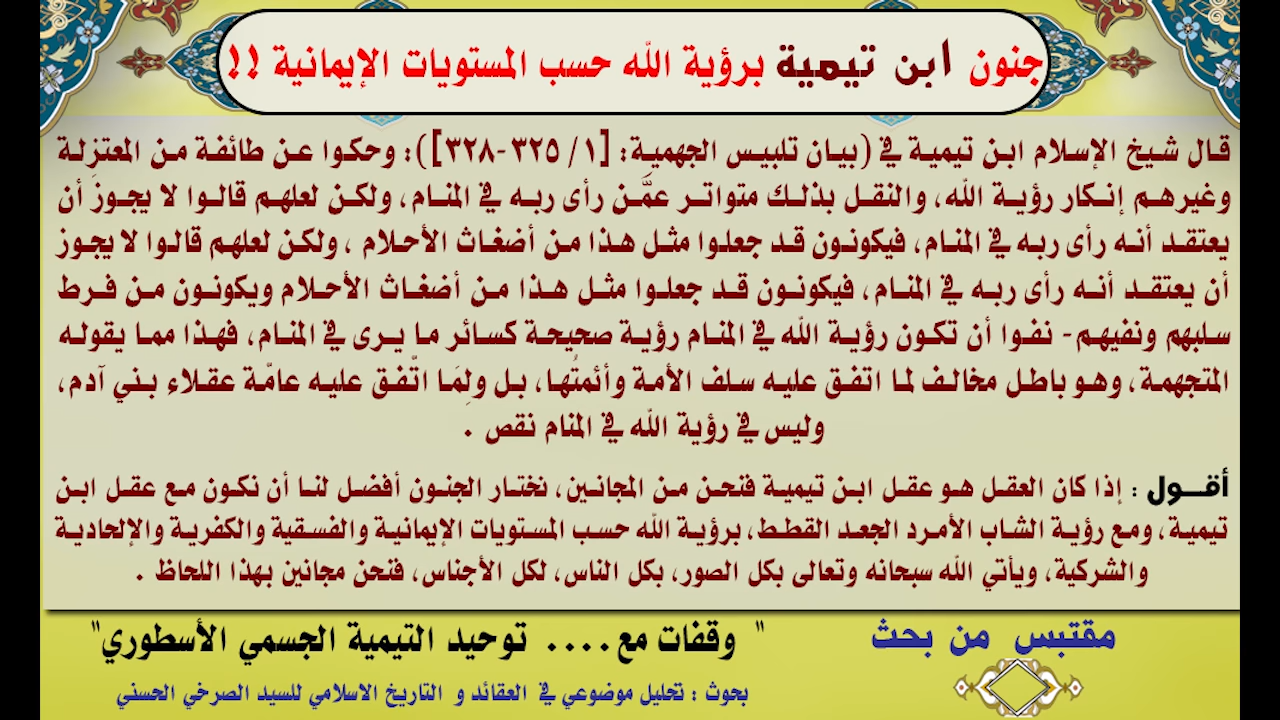 جنون ابن تيمية برؤية الله حسب المستويات الإيمانية !!
قال شيخ الإسلام ابن تيمية في (بيان تلبيس الجهمية: [١/ ٣٢٥-٣٢٨]): وحكوا عن طائفة من المعتزلة
وغيرهم إنكار رؤية الله، والنقل بذلك متواتر عمَّن رأى ربه في المنام، ولكن لعلهم قالوا لا يجوز أن
يعتقد أنه رأى ربه في المنام، فيكونون قد جعلوا مثل هذا من أضغاث الأحلام ، ولكن لعلهم قالوا لا يجوز
أن يعتقد أنه رأى ربه في المنام، فيكونون قد جعلوا مثل هذا من أضغاث الأحلام ويكونون من فرط
سلبهم ونفيهم- نفوا أن تكون رؤية الله في المنام رؤية صحيحة كسائر ما يرى في المنام، فهذا مما يقوله
المتجهمة، وهو باطل مخالف لما اتفق عليه سلف الأمة وأئمتُها، بل ولِمَا اتّفق عليه عامّة عقلاء بني آدم،
وليس في رؤية الله في المنام نقص .
أقول : إذا كان العقل هو عقل ابن تيمية فنحن من المجانين، نختار الجنون أفضل لنا أن نكون مع عقل ابن
تيمية، ومع رؤية الشاب الأمرد الجعد القطط، برؤية الله حسب المستويات الإيمانية والفسقية والكفرية والإلحادية
والشركية، ويأتي الله سبحانه وتعالى بكل الصور، بكل الناس، لكل الأجناس، فنحن مجانين بهذا اللحاظ .
مقتبس من بحث " وقفات مع.... توحيد التيمية الجسمي الأسطوري"
بحوث : تحليل موضوعي في العقائد و التاريخ الاسلامي للسيد الصرخي الحسني